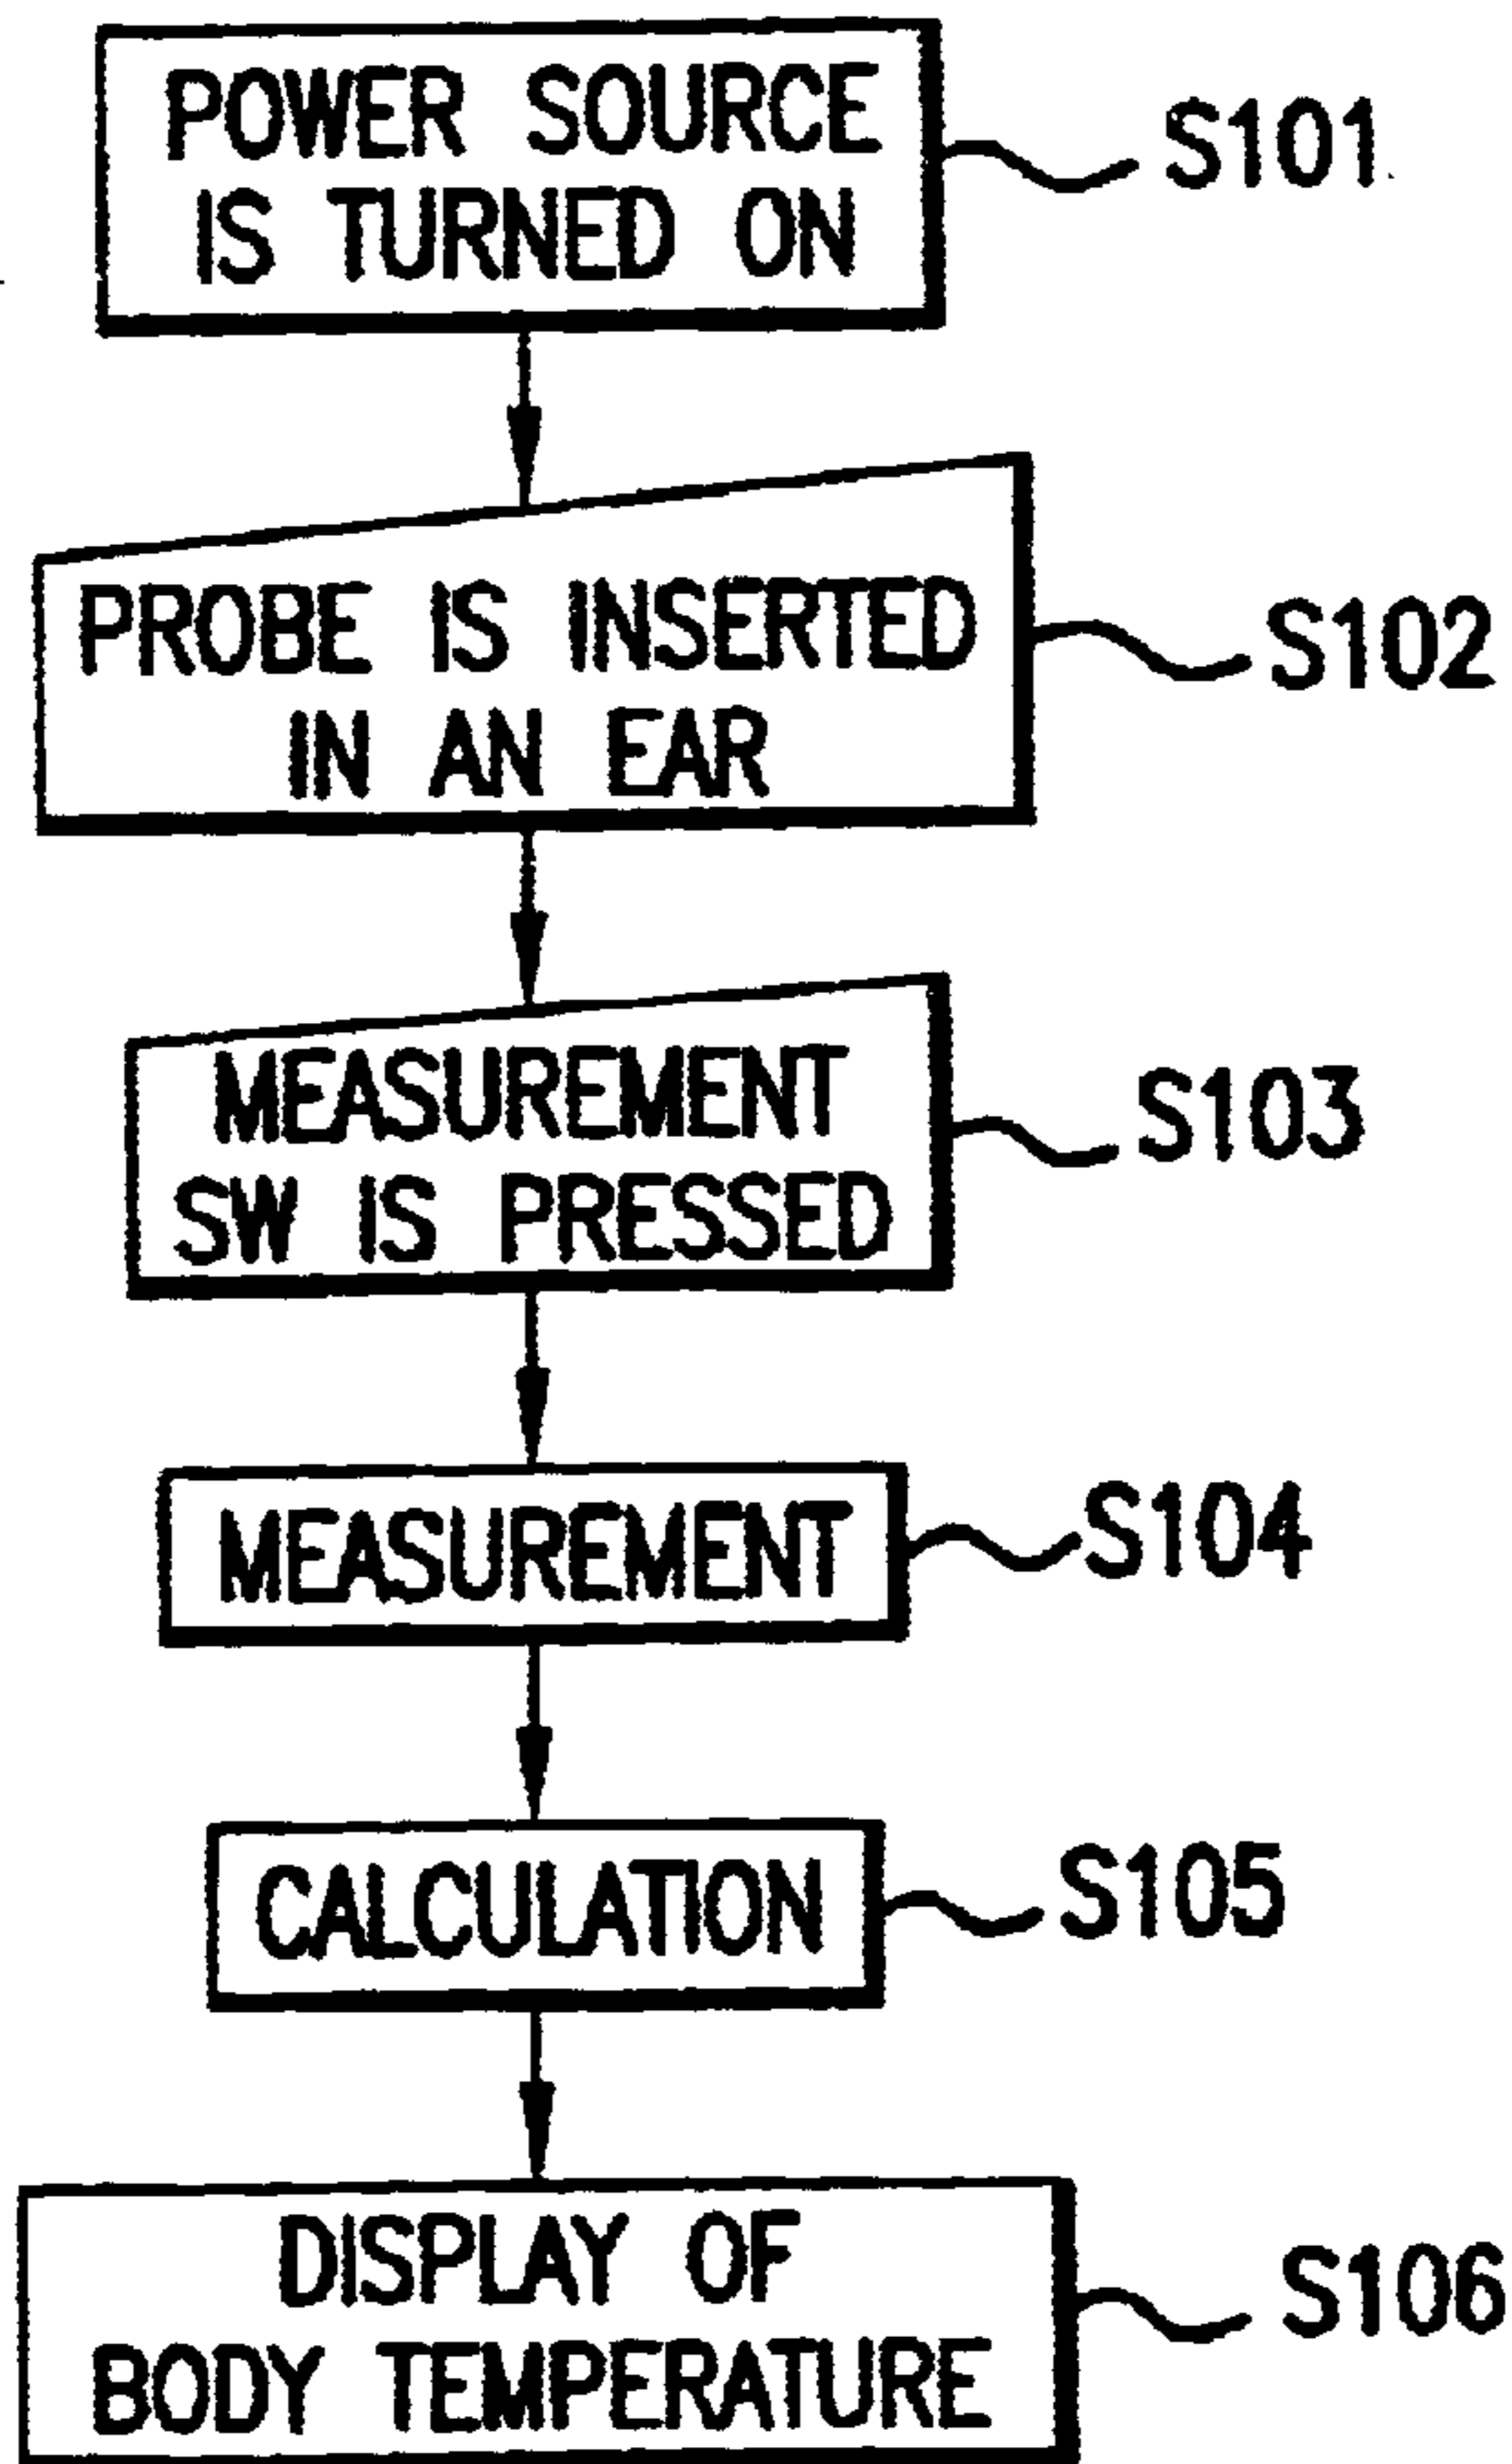 POWER SOURCE
IS TURNED ON
S101
PROBE IS INSERTED
IN AN EAR
S102
MEASUREMENT
SW IS PRESSED
S103
MEASUREMENT
S104
CALCULATION
S105
DISPLAY OF
BODY TEMPERATURE
S106